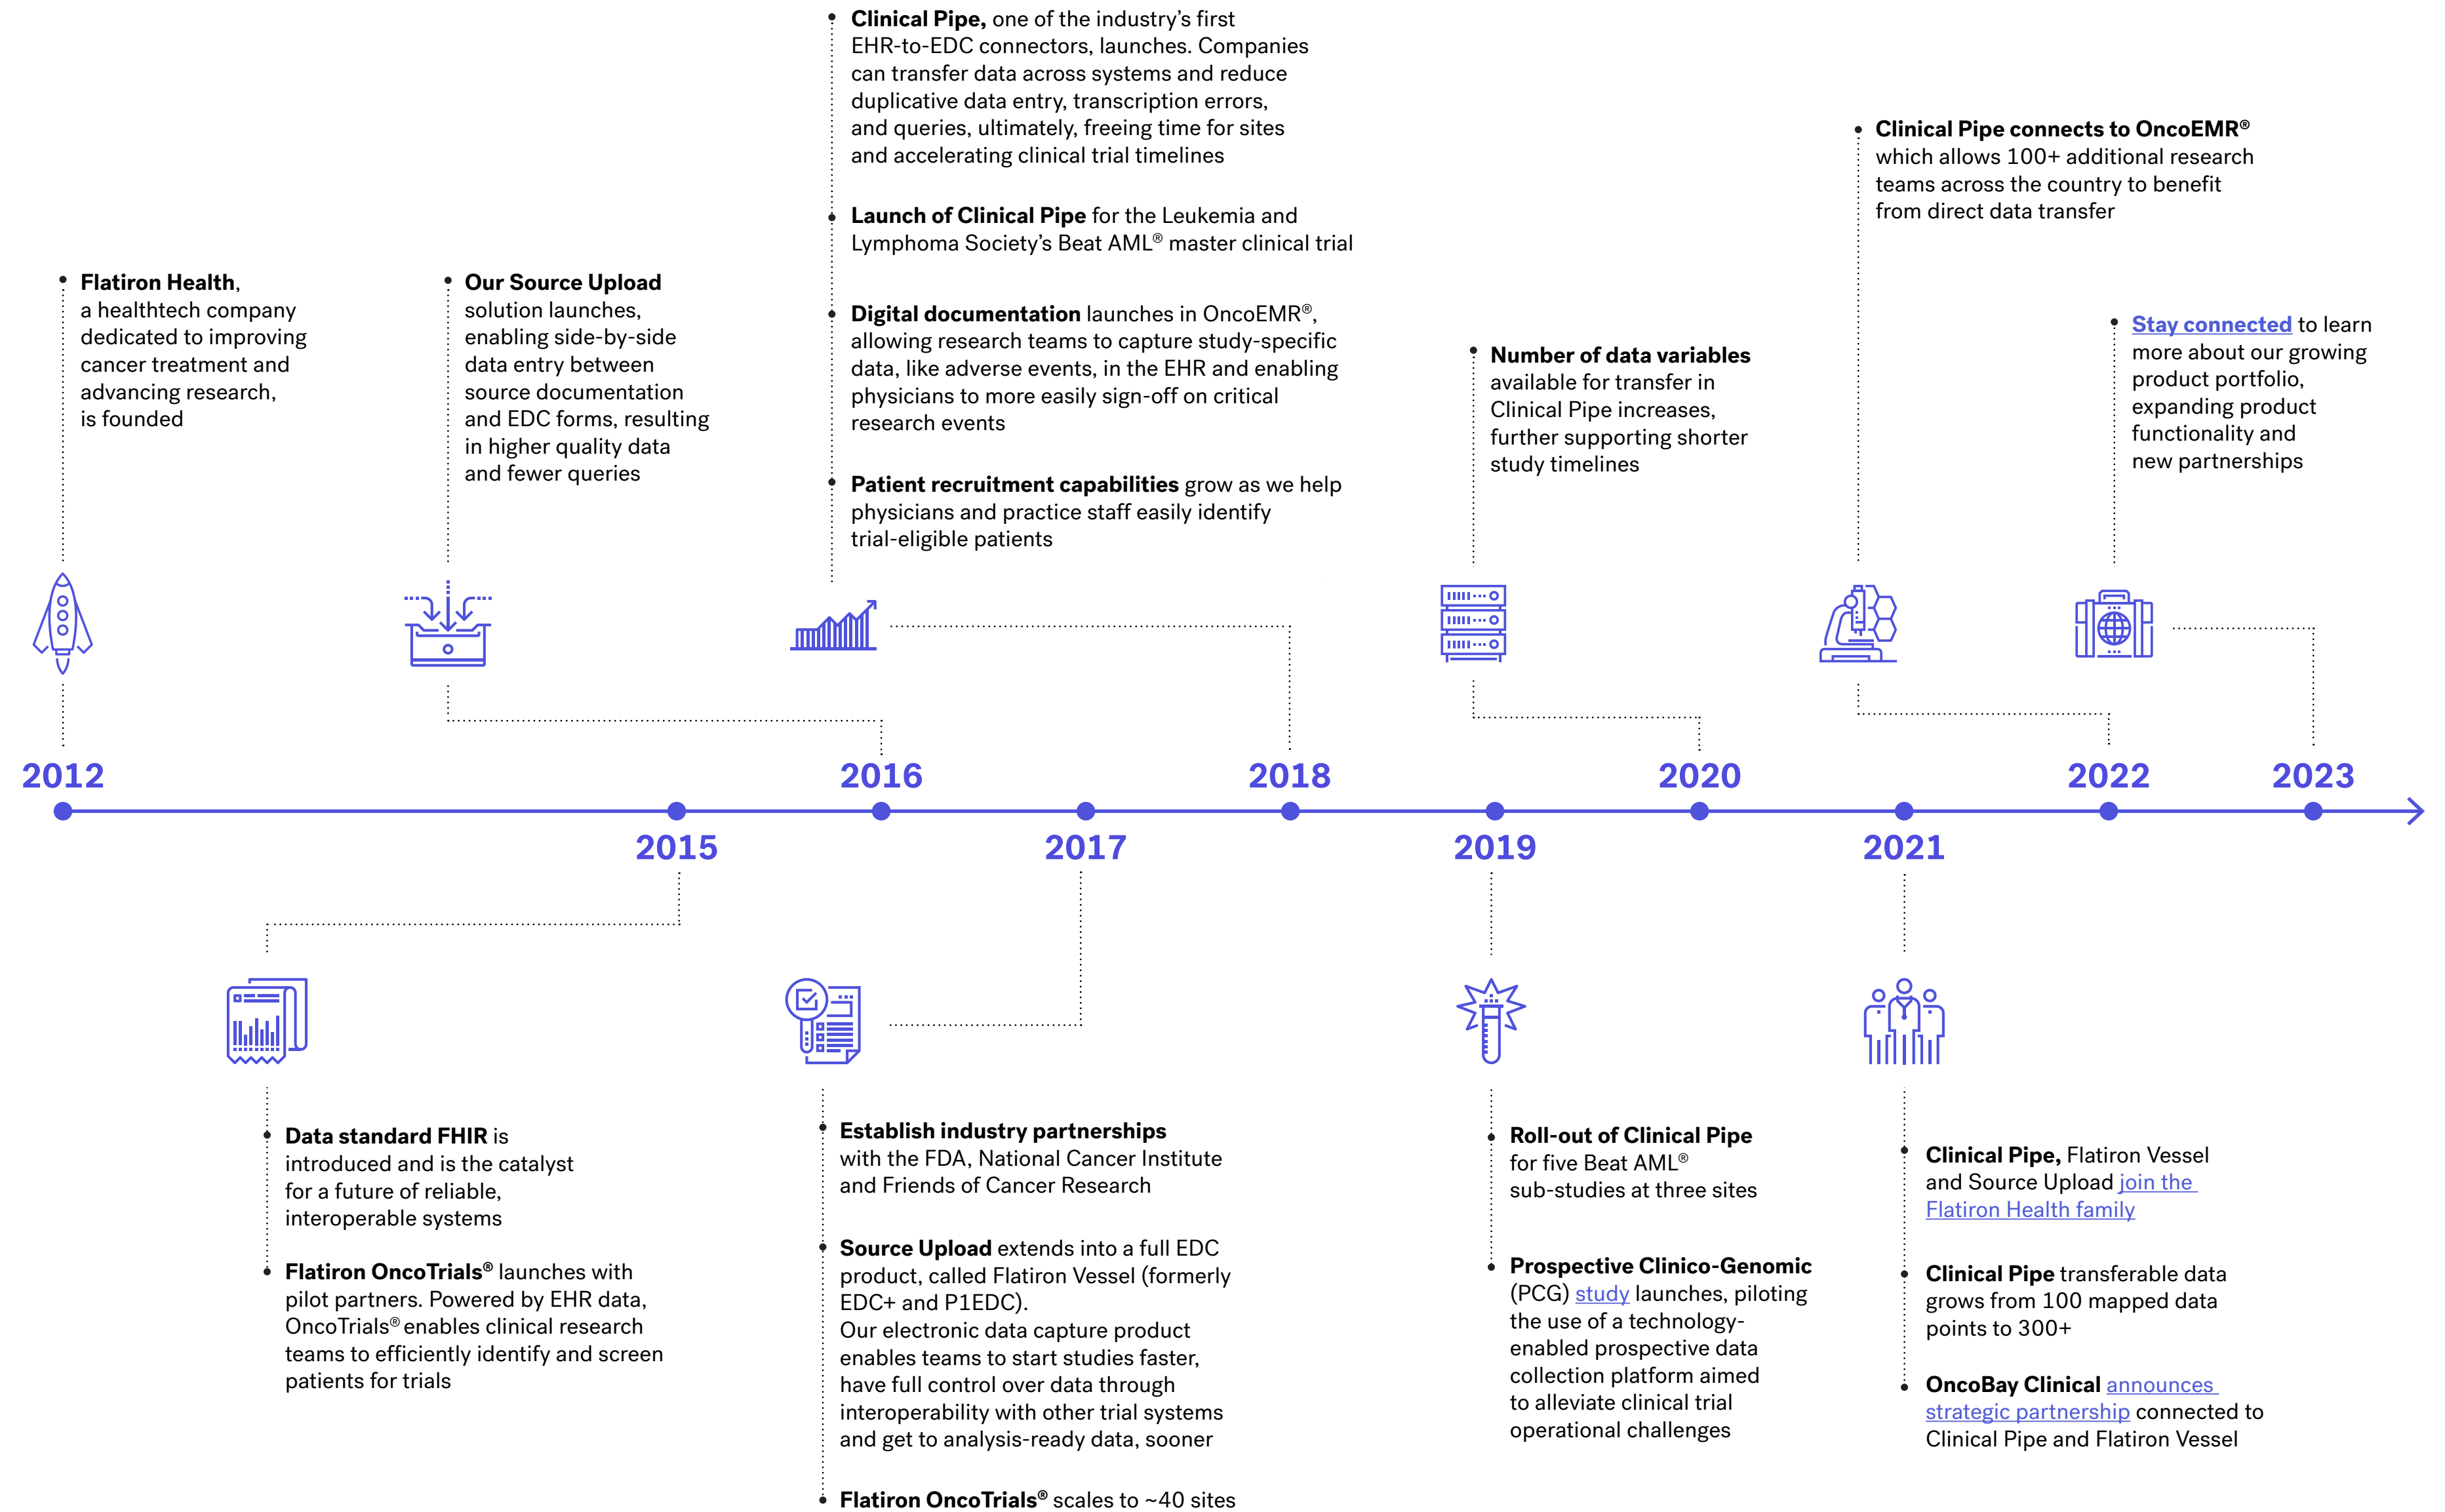 Clinical Pipe, one of the industry's first
EHR-to-EDC connectors, launches. Companies
can transfer data across systems and reduce
duplicative data entry, transcription errors,
and queries, ultimately, freeing time for sites
and accelerating clinical trial timelines
Launch of Clinical Pipe for the Leukemia and
Lymphoma Society's Beat AML® master clinical trial
Digital documentation launches in OncoEMR®,
allowing research teams to capture study-specific
data, like adverse events, in the EHR and enabling
physicians to more easily sign-off on critical
research events
Patient recruitment capabilities grow as we help
physicians and practice staff easily identify
trial-eligible patients
Clinical Pipe connects to OncoEMR®
which allows 100+ additional research
teams across the country to benefit
from direct data transfer
Flatiron Health,
a healthtech company
dedicated to improving
cancer treatment and
advancing research,
is founded
Our Source Upload
solution launches,
enabling side-by-side
data entry between
source documentation
and EDC forms, resulting
in higher quality data
and fewer queries
Number of data variables
available for transfer in
Clinical Pipe increases,
further supporting shorter
study timelines
Stay connected to learn
more about our growing
product portfolio,
expanding product
functionality and
new partnerships
2012
2016
2018
2020
2022
2023
2015
2017
2019
2021
Data standard FHIR is
introduced and is the catalyst
for a future of reliable,
interoperable systems
Flatiron OncoTrials® launches with
pilot partners. Powered by EHR data,
OncoTrials® enables clinical research
teams to efficiently identify and screen
patients for trials
Establish industry partnerships
with the FDA, National Cancer Institute
and Friends of Cancer Research
Source Upload extends into a full EDC
product, called Flatiron Vessel (formerly
EDC+ and P1EDC).
Our electronic data capture product
enables teams to start studies faster,
have full control over data through
interoperability with other trial systems
and get to analysis-ready data, sooner
Flatiron OncoTrials® scales to ~40 sites
Roll-out of Clinical Pipe
for five Beat AML®
sub-studies at three sites
Prospective Clinico-Genomic
(PCG) study launches, piloting
the use of a technology-
enabled prospective data
collection platform aimed
to alleviate clinical trial
operational challenges
Clinical Pipe, Flatiron Vessel
and Source Upload join the
Flatiron Health family
Clinical Pipe transferable data
grows from 100 mapped data
points to 300+
OncoBay Clinical announces
strategic partnership connected to
Clinical Pipe and Flatiron Vessel